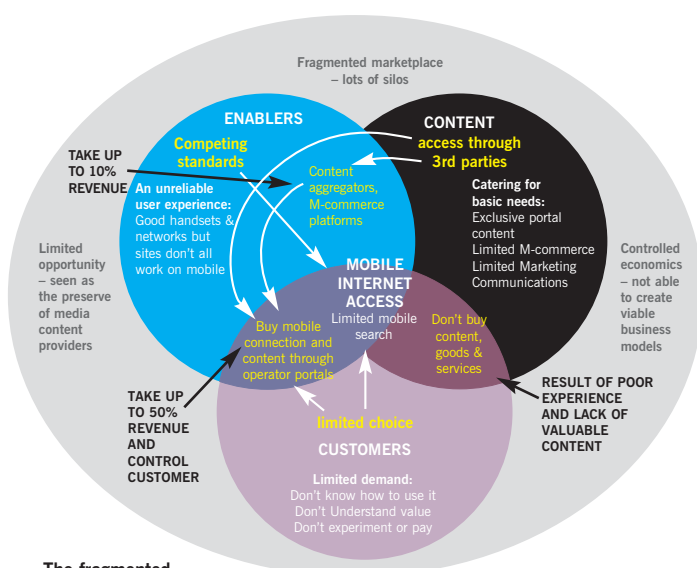 Fragmented marketplace
– lots of silos
ENABLERS
CONTENT
Competing
standards
access through
3rd parties
TAKE UP
TO 10%
REVENUE
An unreliable
user experience:
Good handsets &
networks but
sites don't all
work on mobile
Content
aggregators,
M-commerce
platforms
Catering for
basic needs:
Exclusive portal
content
Limited M-commerce
Limited Marketing
Communications
Limited
opportunity
– seen as
the preserve
of media
content
providers
Controlled
economics
– not able
to create
viable
business
models
MOBILE
INTERNET
ACCESS
Limited mobile
search
Buy mobile
connection and
content through
operator portals
Don't buy
content,
goods &
services
TAKE UP
TO 50%
REVENUE
AND
CONTROL
CUSTOMER
RESULT OF POOR
EXPERIENCE
AND LACK OF
VALUABLE
CONTENT
limited choice
CUSTOMERS
Limited demand:
Don't know how to use it
Don't Understand value
Don't experiment or pay
The fragmented